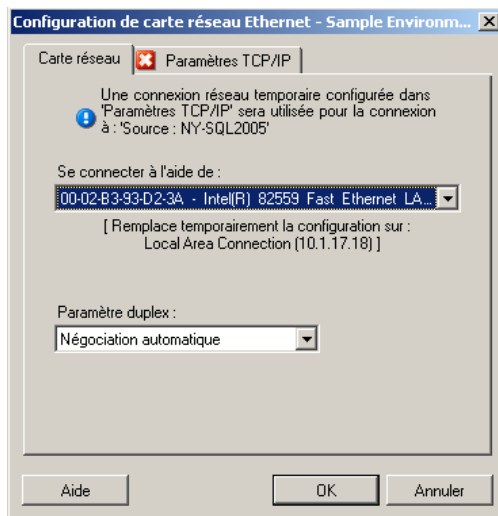 Configuration de carte réseau Ethernet - Sample Environm...
Carte réseau
Paramètres TCP/IP
Une connexion réseau temporaire configurée dans
'Paramètres TCP/IP' sera utilisée pour la connexion
à : 'Source : NY-SQL2005'
Se connecter à l'aide de :
00-02-B3-93-D2-3A - Intel(R) 82559 Fast Ethernet LA...
[ Remplace temporairement la configuration sur :
Local Area Connection (10.1.17.18) ]
Paramètre duplex :
Négociation automatique
Aide
OK
Annuler